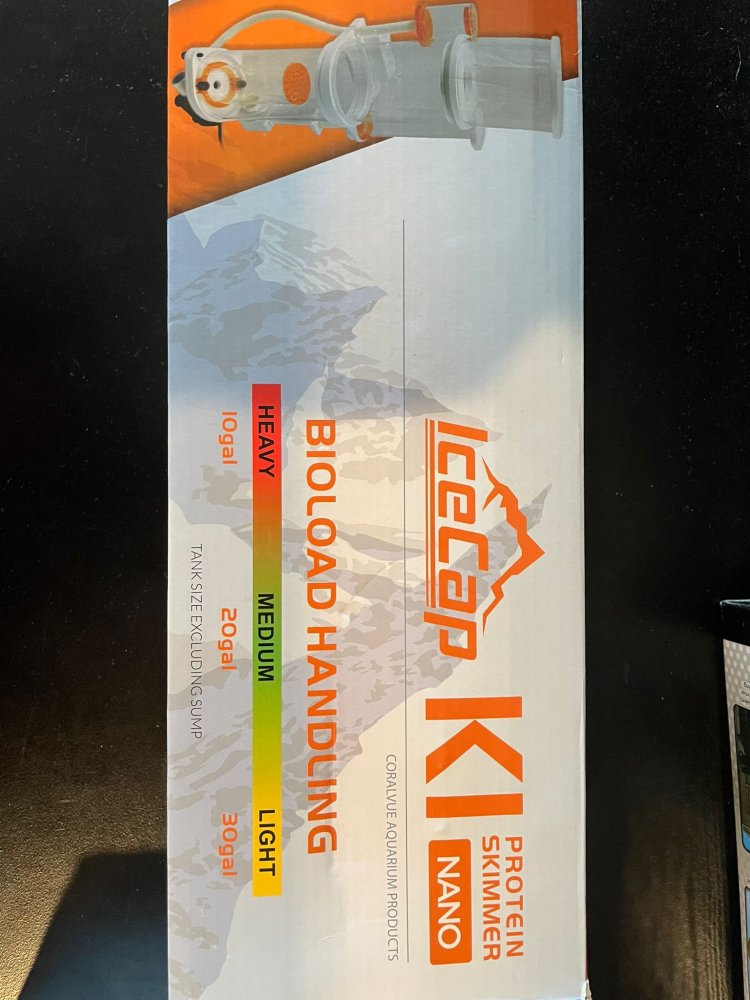 IceCap K1 PROTEIN
SKIMMER
NANO
CORALVUE AQUARIUM PRODUCTS
BIOLOAD HANDLING
HEAVY MEDIUM LIGHT
10gal 20gal 30gal
TANK SIZE EXCLUDING SUMP